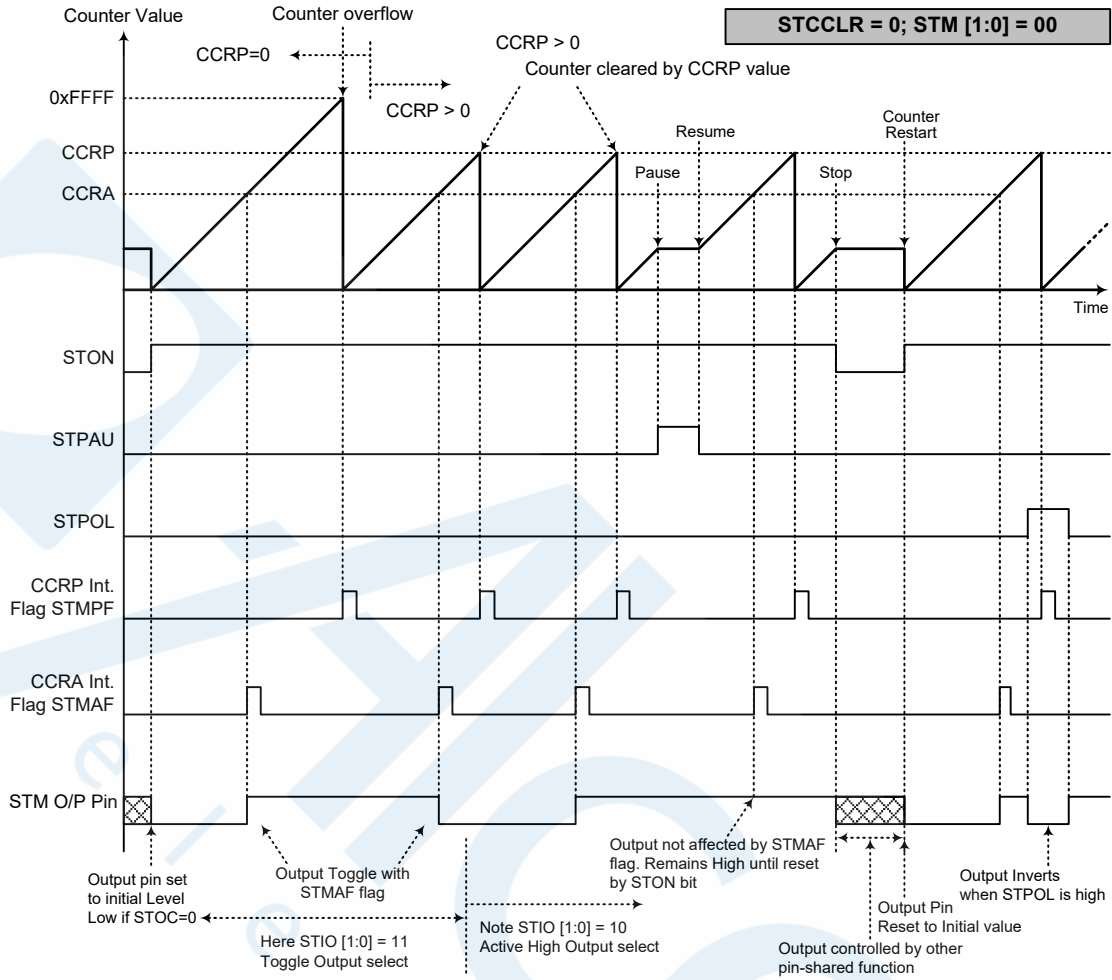 Counter Value
Counter overflow
STCCLR = 0; STM [1:0] = 00
CCRP=0
CCRP > 0
CCRP > 0
Counter cleared by CCRP value
0xFFFF
CCRP
CCRA
Pause
Resume
Stop
Counter
Restart
Time
STON
STPAU
STPOL
CCRP Int.
Flag STMPF
CCRA Int.
Flag STMAF
STM O/P Pin
Output pin set
to initial Level
Low if STOC=0
Output Toggle with
STMAF flag
Here STIO [1:0] = 11
Toggle Output select
Note STIO [1:0] = 10
Active High Output select
Output not affected by STMAF
flag. Remains High until reset
by STON bit
Output controlled by other
pin-shared function
Output Pin
Reset to Initial value
Output Inverts
when STPOL is high